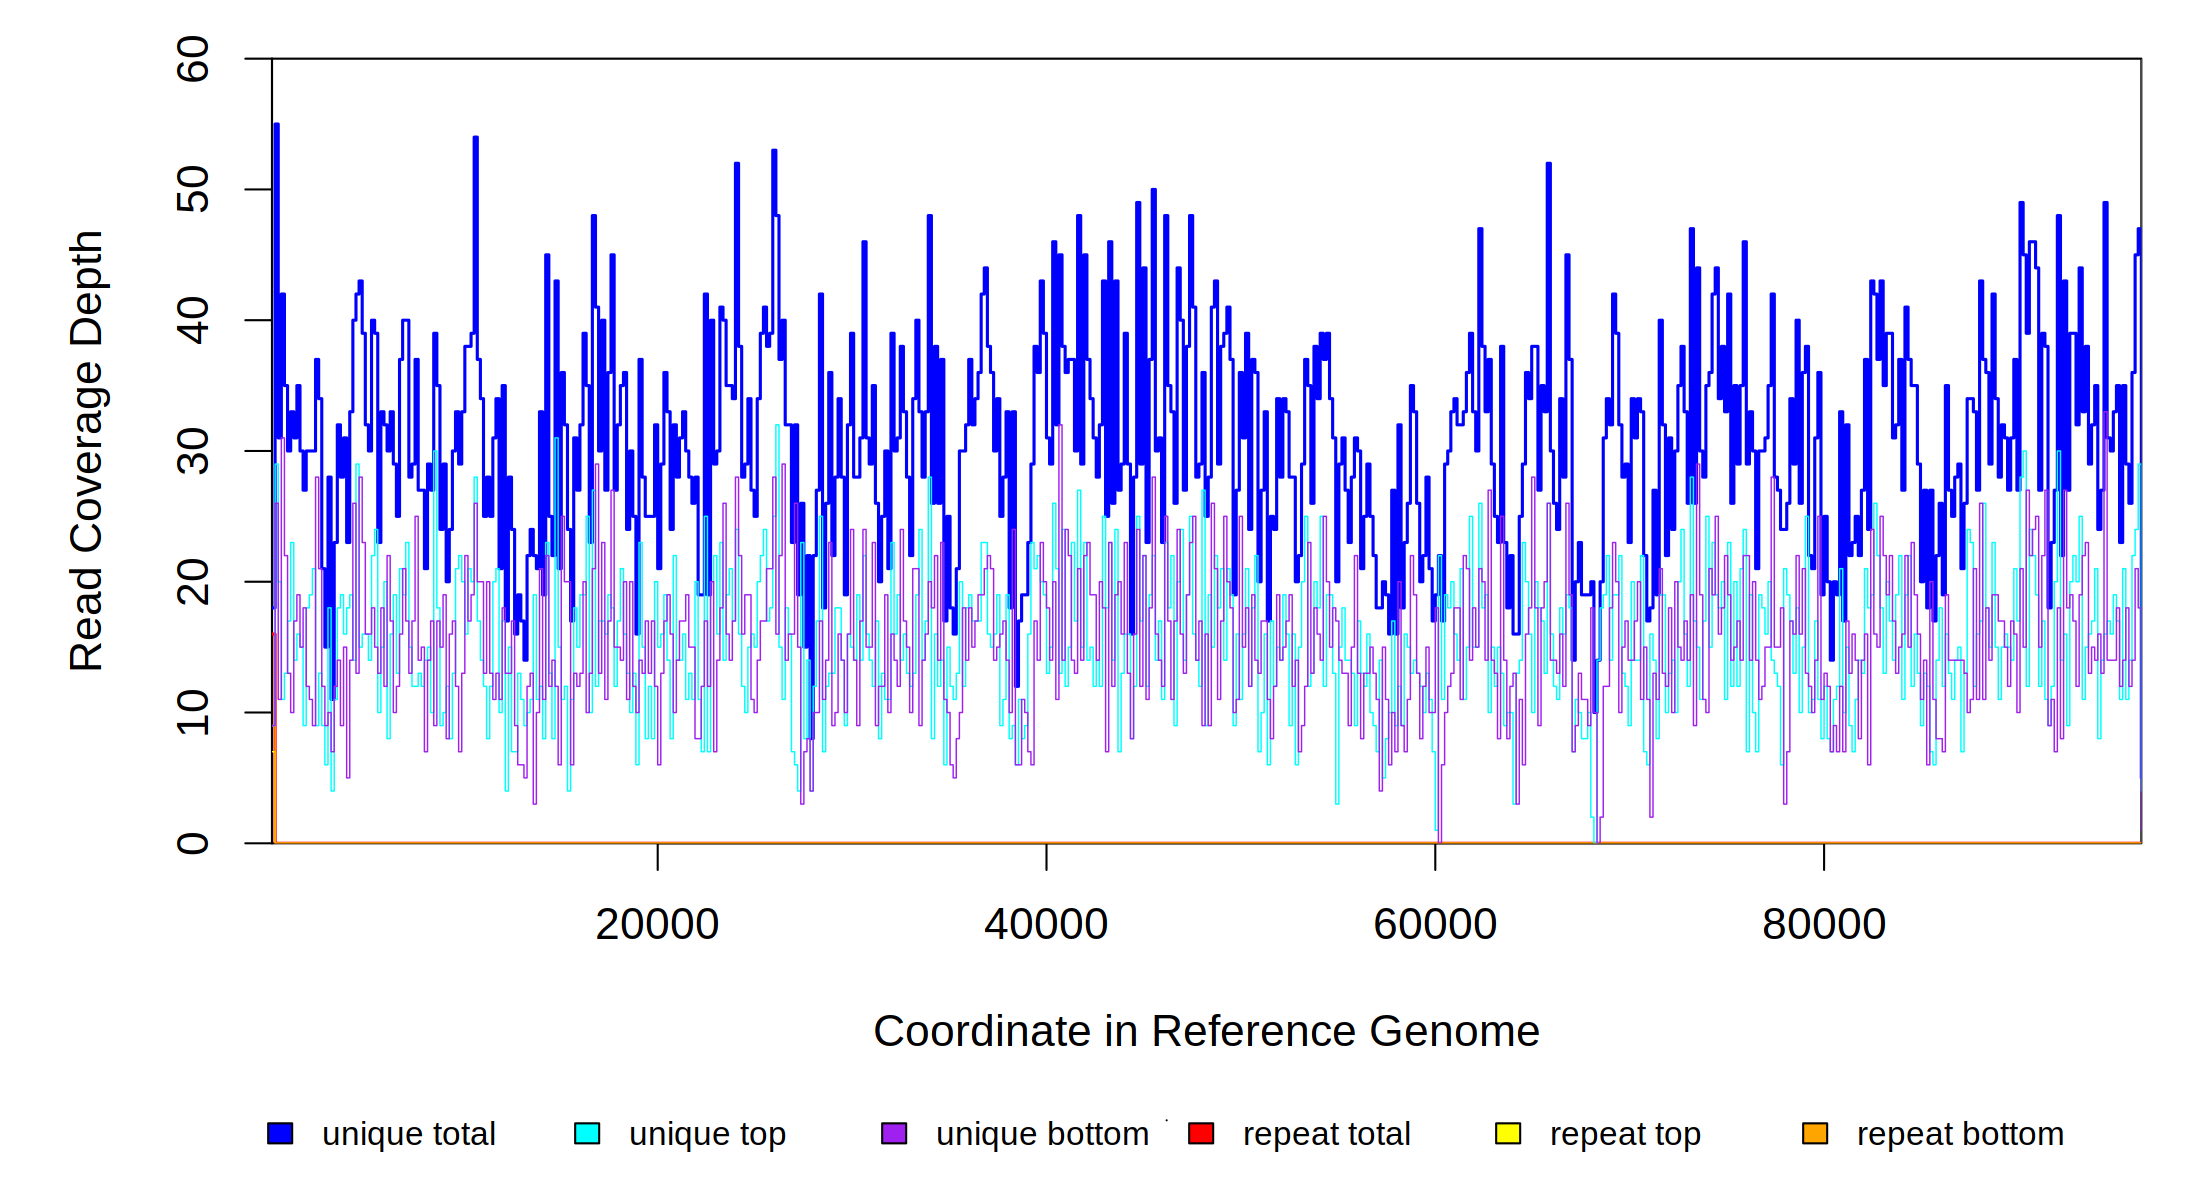 Read Coverage Depth
60
50
40
30
20
10
0
20000 40000 60000 80000
Coordinate in Reference Genome
unique total unique top unique bottom repeat total repeat top repeat bottom